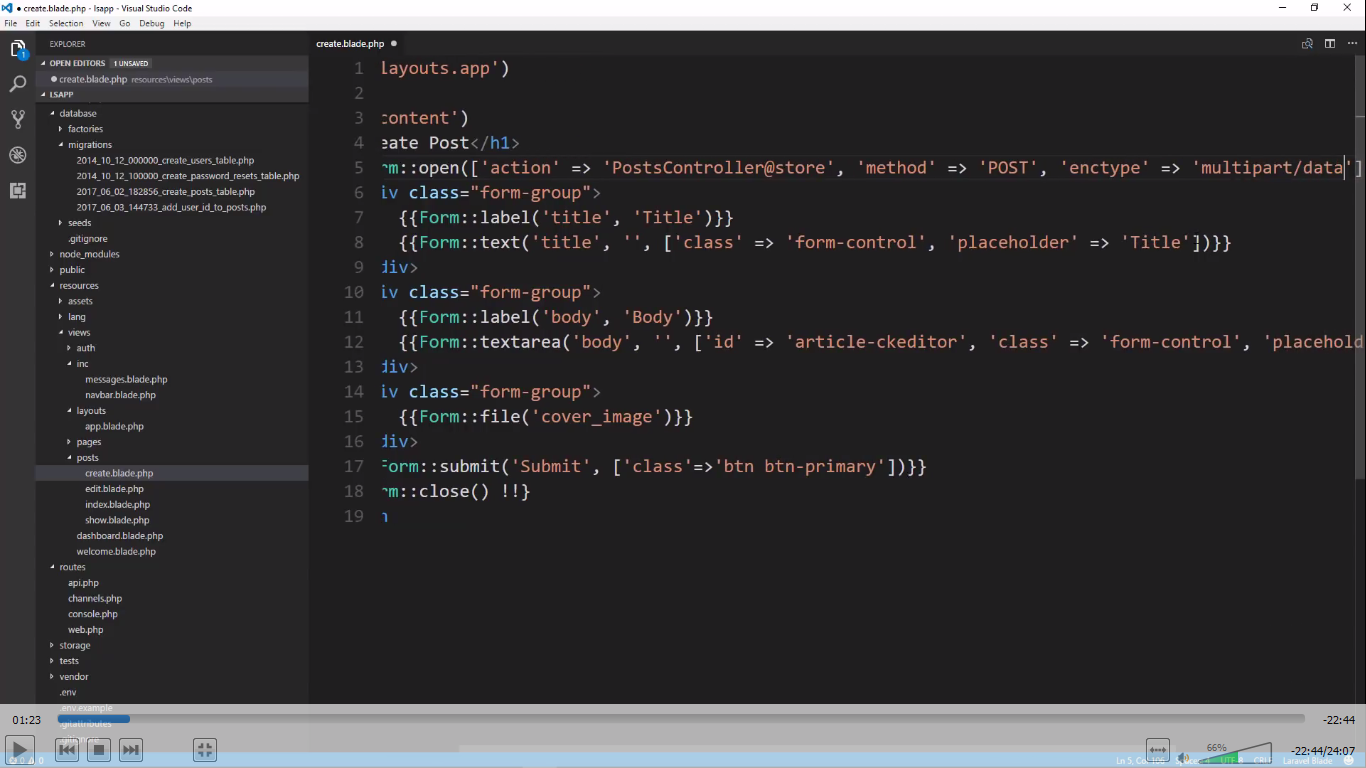 create.blade.php - lsapp - Visual Studio Code
File Edit Selection View Go Debug Help
EXPLORER
OPEN EDITORS 1 UNSAVED
create.blade.php resources\views\posts
LSAPP
database
factories
migrations
2014_10_12_000000_create_users_table.php
2014_10_12_100000_create_password_resets_table.php
2017_06_02_182856_create_posts_table.php
2017_06_03_144733_add_user_id_to_posts.php
seeds
.gitignore
node_modules
public
resources
assets
lang
views
auth
inc
messages.blade.php
navbar.blade.php
layouts
app.blade.php
pages
posts
create.blade.php
edit.blade.php
index.blade.php
show.blade.php
dashboard.blade.php
welcome.blade.php
routes
api.php
channels.php
console.php
web.php
storage
tests
vendor
.env
.env.example
.gitattributes
1
create.blade.php
1 layouts.app')
2
3 content')
4 eate Post</h1>
5 rm::open(['action' => 'PostsController@store', 'method' => 'POST', 'enctype' => 'multipart/data']
6 iv class="form-group">
7 {{Form::label('title', 'Title')}}
8 {{Form::text('title', '', ['class' => 'form-control', 'placeholder' => 'Title'])}}
9 div>
10 iv class="form-group">
11 {{Form::label('body', 'Body')}}
12 {{Form::textarea('body', '', ['id' => 'article-ckeditor', 'class' => 'form-control', 'placehold
13 div>
14 iv class="form-group">
15 {{Form::file('cover_image')}}
16 div>
17 Form::submit('Submit', ['class'=>'btn btn-primary'])}}
18 rm::close() !!}
19 n
01:23
-22:44
66%
-22:44/24:07
Laravel Blade